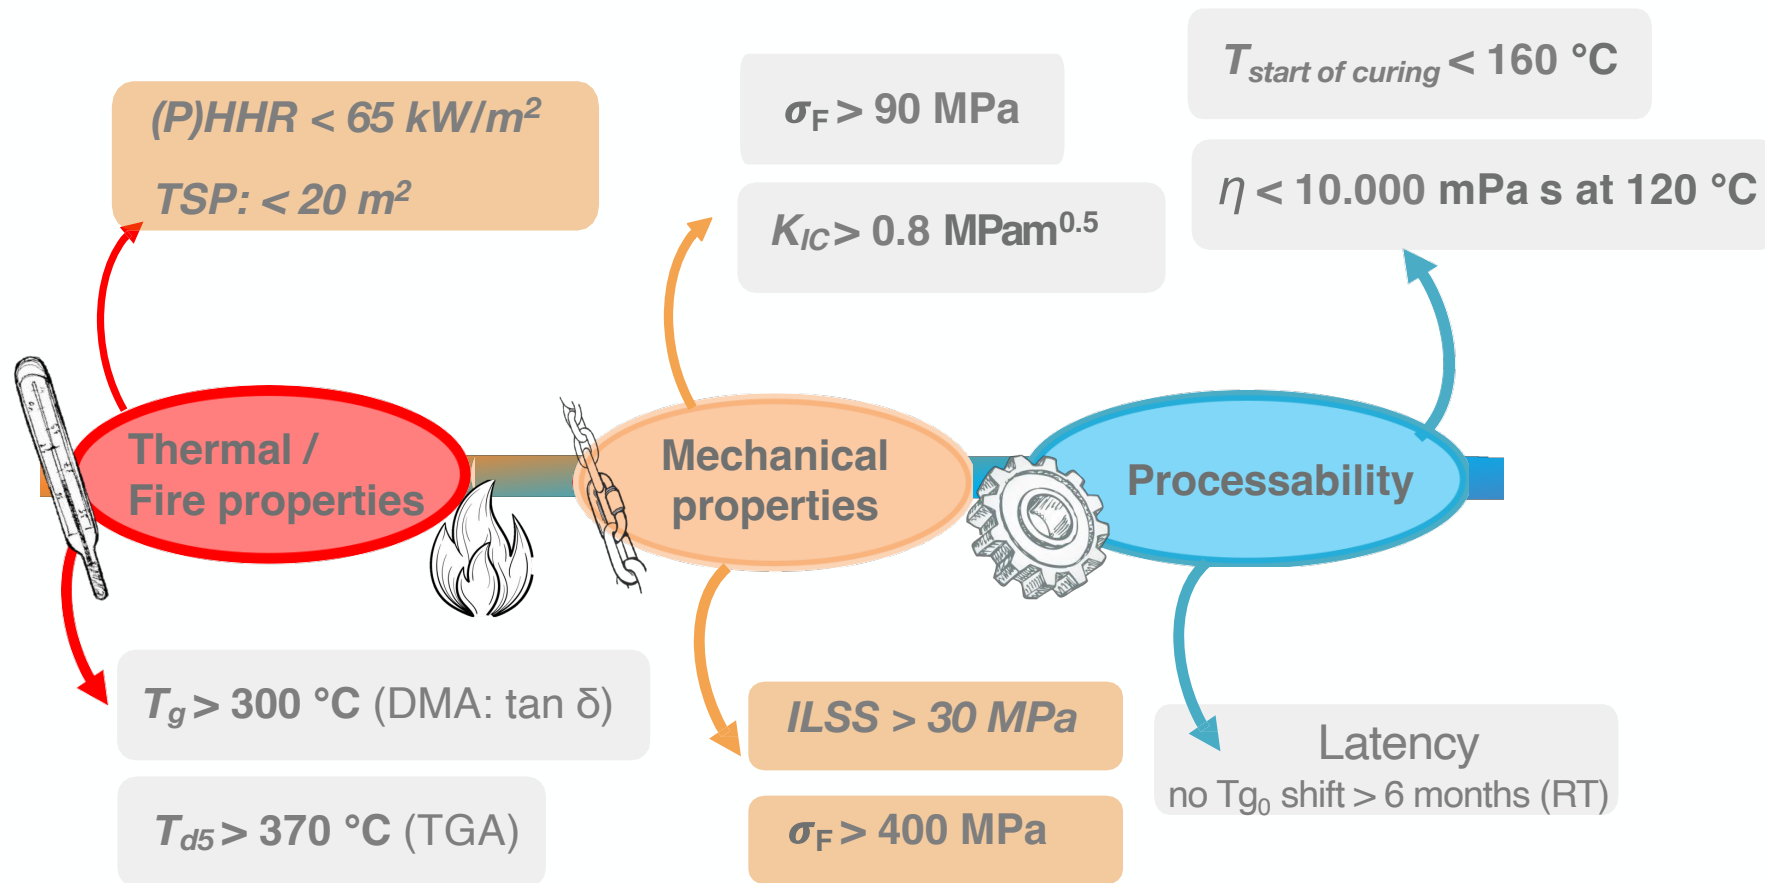 (P)HHR < 65 kW/m²
TSP: < 20 m²
σF > 90 MPa
KIC > 0.8 MPam⁰·⁵
Tstart of curing < 160 °C
η < 10.000 mPa s at 120 °C
Thermal /
Fire properties
Mechanical
properties
Processability
Tg > 300 °C (DMA: tan δ)
Td5 > 370 °C (TGA)
ILSS > 30 MPa
σF > 400 MPa
Latency
no Tg₀ shift > 6 months (RT)